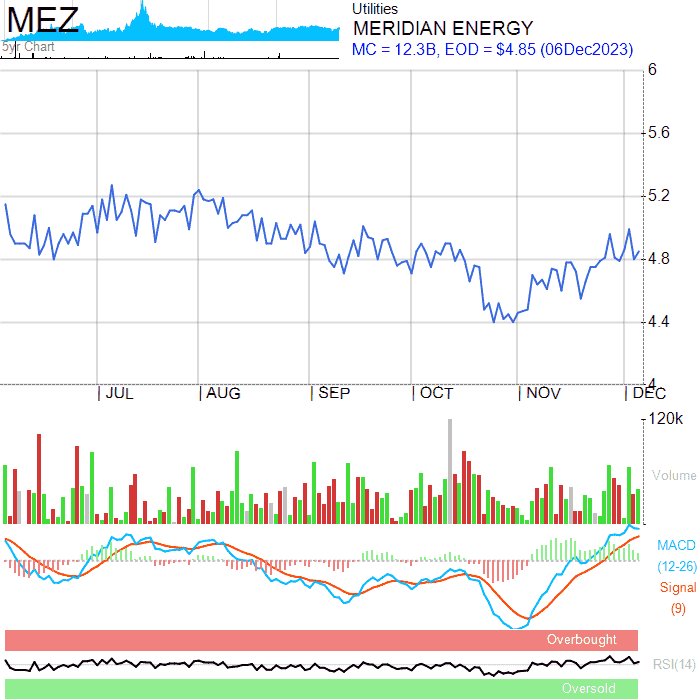 MEZ
5yr Chart
Utilities
MERIDIAN ENERGY
MC = 12.3B, EOD = $4.85 (06Dec2023)
6
5.6
5.2
4.8
4.4
4
JUL AUG SEP OCT NOV DEC
120k
Volume
MACD
(12-26)
Signal
(9)
Overbought
RSI(14)
Oversold